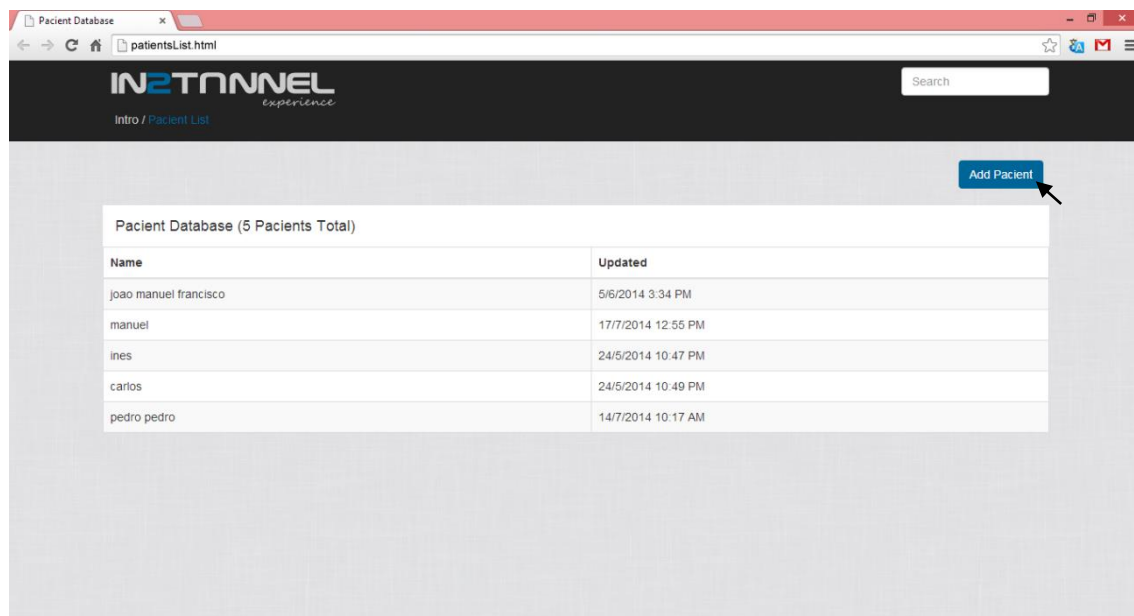 Pacient Database
patientsList.html
IN2TANNEL
experience
Search
Intro / Pacient List
Add Pacient
Pacient Database (5 Pacients Total)
Name Updated
joao manuel francisco 5/6/2014 3:34 PM
manuel 17/7/2014 12:55 PM
ines 24/5/2014 10:47 PM
carlos 24/5/2014 10:49 PM
pedro pedro 14/7/2014 10:17 AM